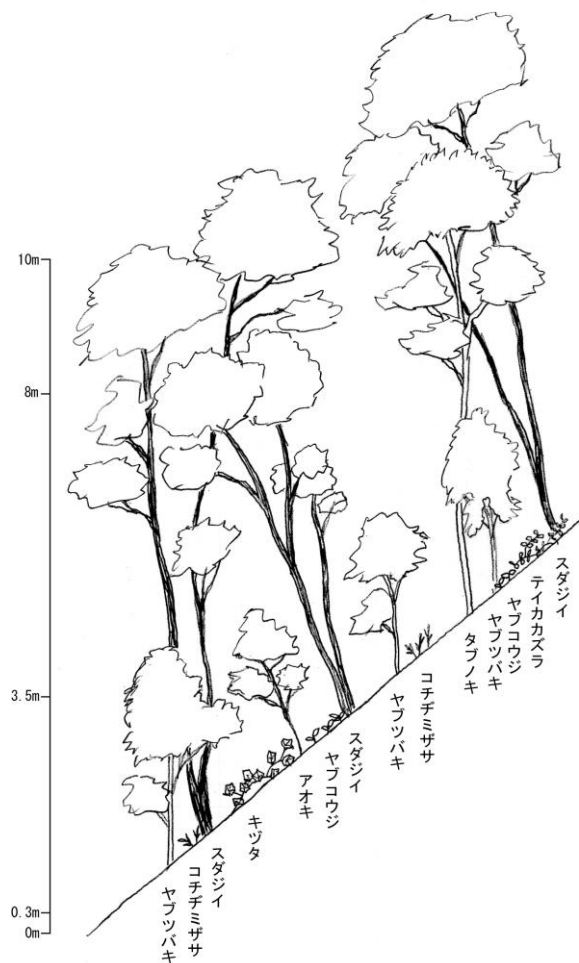 10m
8m
3.5m
0.3m
0m
ヤブツバキ
コチヂミザサ
スダジイ
キヅタ
アオキ
ヤブコウジ
スダジイ
ヤブツバキ
コチヂミザサ
タブノキ
ヤブツバキ
ヤブコウジ
テイカカズラ
スダジイ